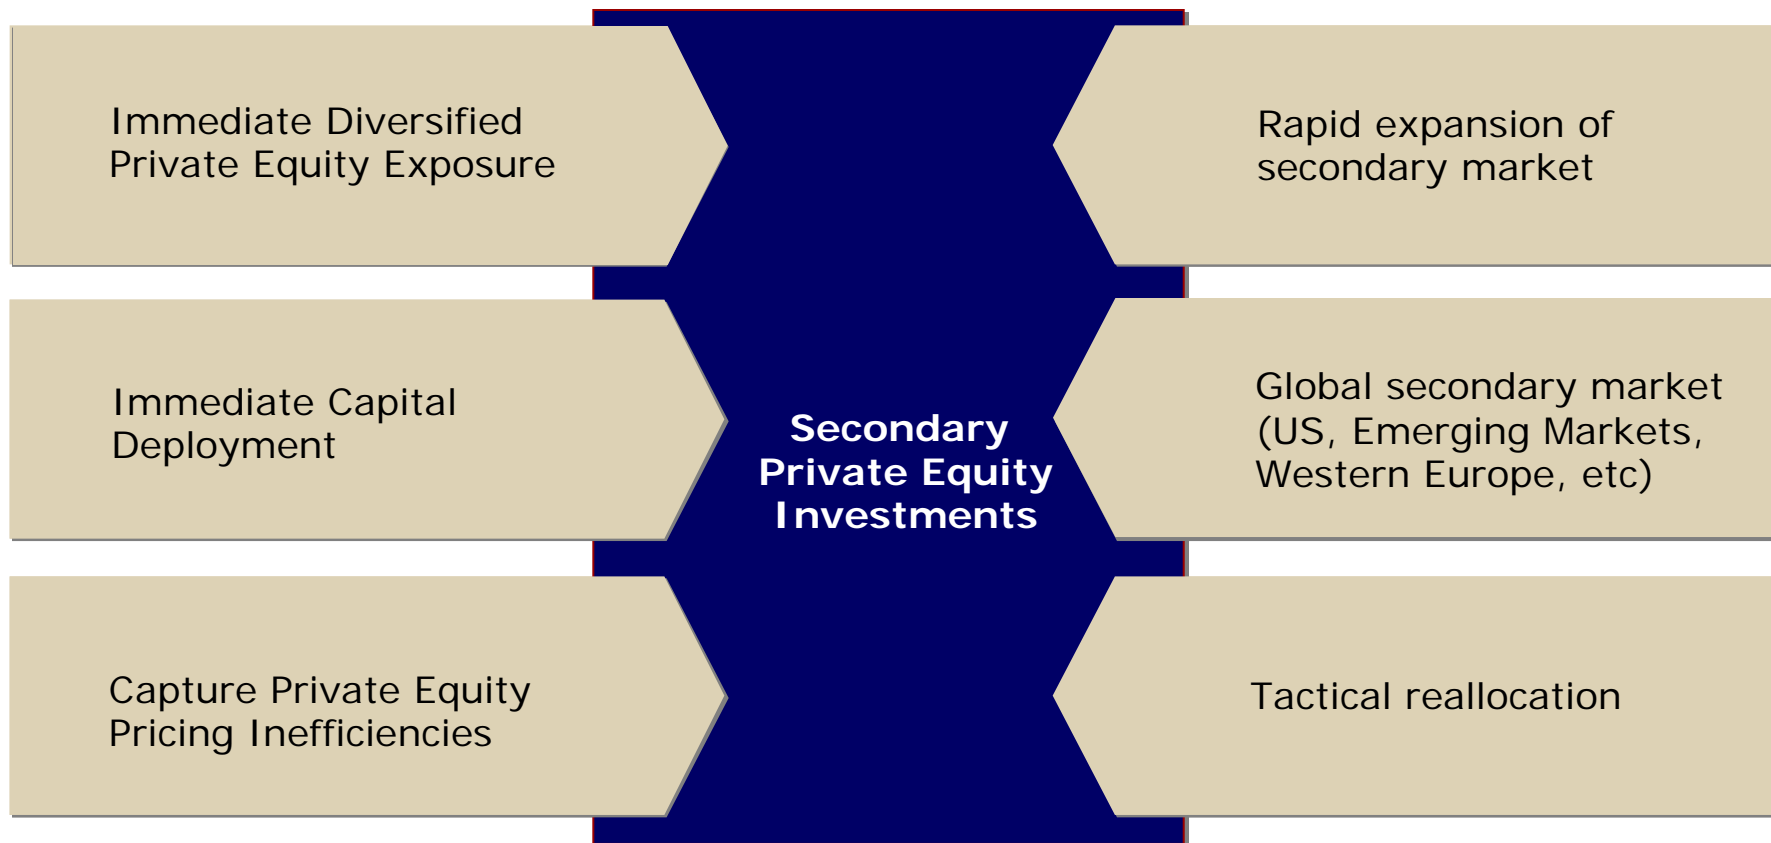 Immediate Diversified
Private Equity Exposure
Immediate Capital
Deployment
Capture Private Equity
Pricing Inefficiencies
Secondary
Private Equity
Investments
Rapid expansion of
secondary market
Global secondary market
(US, Emerging Markets,
Western Europe, etc)
Tactical reallocation